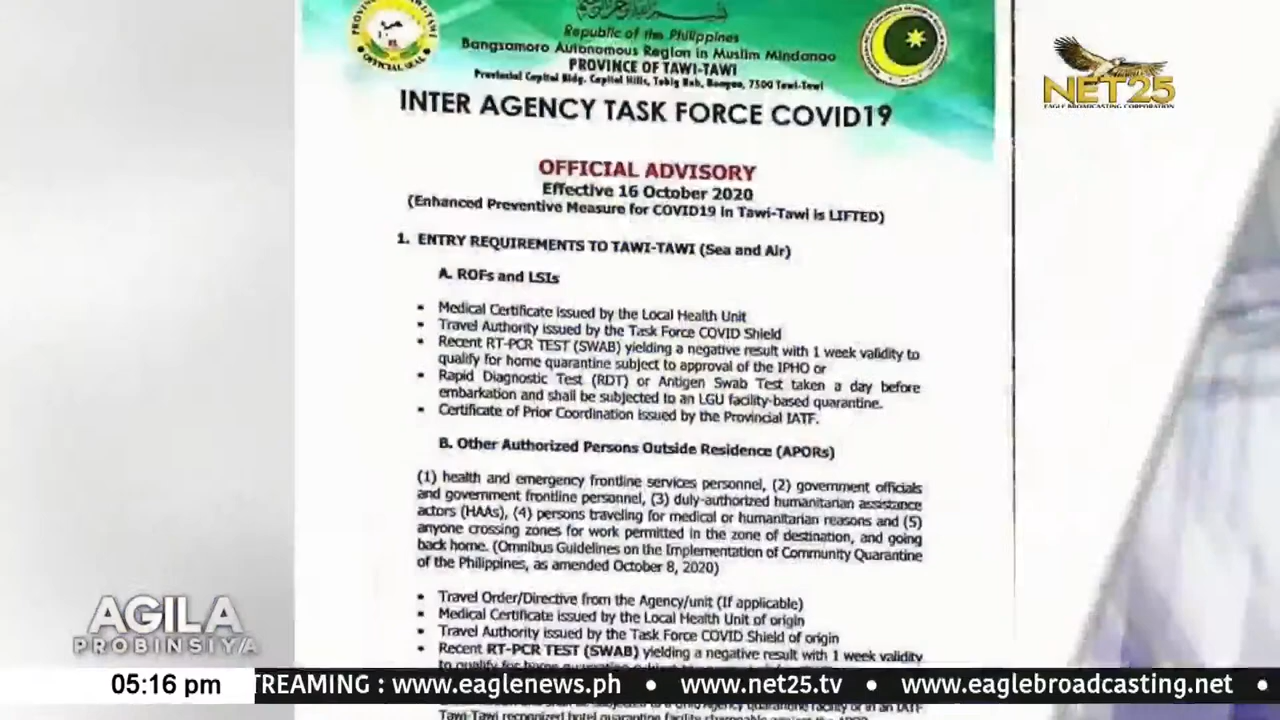 Republic of the Philippines
Bangsamoro Autonomous Region in Muslim Mindanao
PROVINCE OF TAWI-TAWI
Provincial Capitol Bldg. Capitol Hills, Tubig Boh, Bongao, 7500 Tawi-Tawi
OFFICIAL SEAL
NET25
EAGLE BROADCASTING CORPORATION
INTER AGENCY TASK FORCE COVID19
OFFICIAL ADVISORY
Effective 16 October 2020
(Enhanced Preventive Measure for COVID19 in Tawi-Tawi is LIFTED)
1. ENTRY REQUIREMENTS TO TAWI-TAWI (Sea and Air)
A. ROFs and LSIs
• Medical Certificate issued by the Local Health Unit
• Travel Authority issued by the Task Force COVID Shield
• Recent RT-PCR TEST (SWAB) yielding a negative result with 1 week validity to
qualify for home quarantine subject to approval of the IPHO or
• Rapid Diagnostic Test (RDT) or Antigen Swab Test taken a day before
embarkation and shall be subjected to an LGU facility-based quarantine.
• Certificate of Prior Coordination issued by the Provincial IATF.
B. Other Authorized Persons Outside Residence (APORs)
(1) health and emergency frontline services personnel, (2) government officials
and government frontline personnel, (3) duly-authorized humanitarian assistance
actors (HAAs), (4) persons traveling for medical or humanitarian reasons and (5)
anyone crossing zones for work permitted in the zone of destination, and going
back home. (Omnibus Guidelines on the Implementation of Community Quarantine
of the Philippines, as amended October 8, 2020)
• Travel Order/Directive from the Agency/unit (If applicable)
• Medical Certificate issued by the Local Health Unit of origin
• Travel Authority issued by the Task Force COVID Shield of origin
• Recent RT-PCR TEST (SWAB) yielding a negative result with 1 week validity
AGILA
PROBINSIYA
05:16 pm
TREAMING : www.eaglenews.ph • www.net25.tv • www.eaglebroadcasting.net •